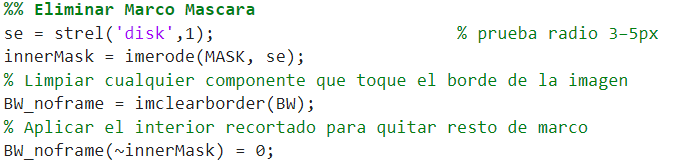 %% Eliminar Marco Mascara
se = strel('disk',1); % prueba radio 3–5px
innerMask = imerode(MASK, se);
% Limpiar cualquier componente que toque el borde de la imagen
BW_noframe = imclearborder(BW);
% Aplicar el interior recortado para quitar resto de marco
BW_noframe(~innerMask) = 0;